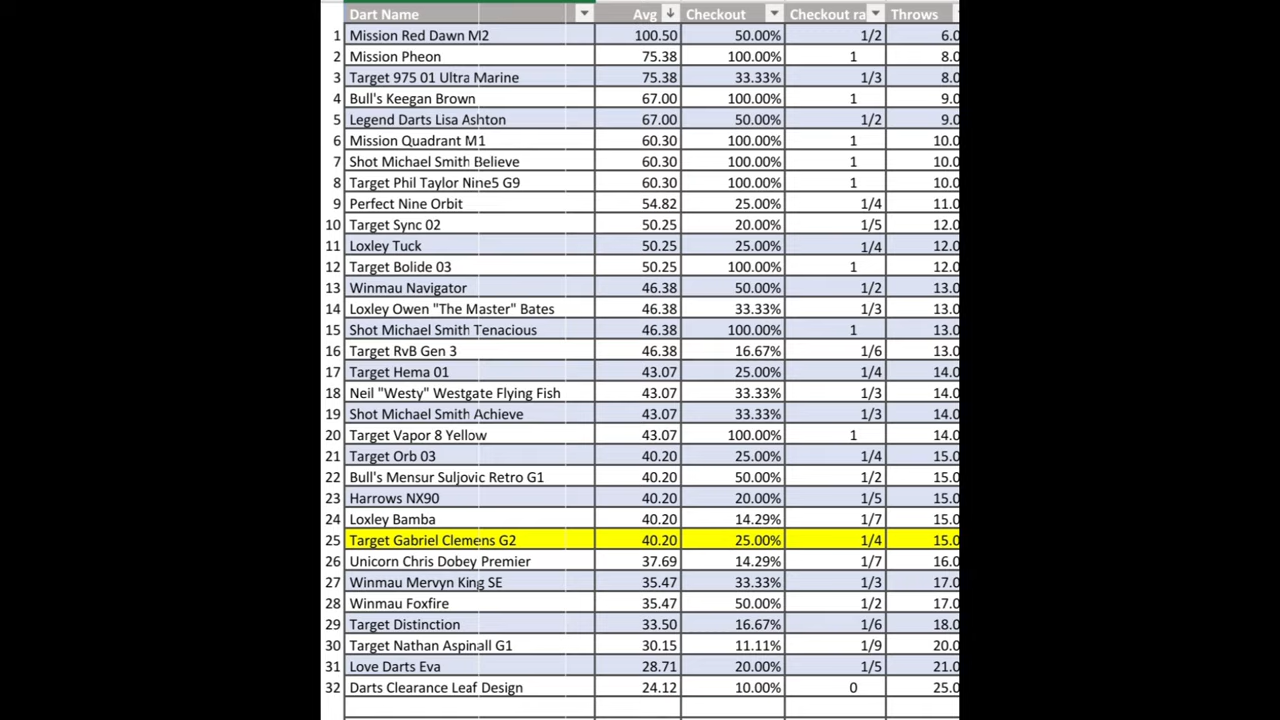 Dart Name Avg Checkout Checkout ra Throws
1 Mission Red Dawn M2 100.50 50.00% 1/2 6.0
2 Mission Pheon 75.38 100.00% 1 8.0
3 Target 975 01 Ultra Marine 75.38 33.33% 1/3 8.0
4 Bull's Keegan Brown 67.00 100.00% 1 9.0
5 Legend Darts Lisa Ashton 67.00 50.00% 1/2 9.0
6 Mission Quadrant M1 60.30 100.00% 1 10.0
7 Shot Michael Smith Believe 60.30 100.00% 1 10.0
8 Target Phil Taylor Nine5 G9 60.30 100.00% 1 10.0
9 Perfect Nine Orbit 54.82 25.00% 1/4 11.0
10 Target Sync 02 50.25 20.00% 1/5 12.0
11 Loxley Tuck 50.25 25.00% 1/4 12.0
12 Target Bolide 03 50.25 100.00% 1 12.0
13 Winmau Navigator 46.38 50.00% 1/2 13.0
14 Loxley Owen "The Master" Bates 46.38 33.33% 1/3 13.0
15 Shot Michael Smith Tenacious 46.38 100.00% 1 13.0
16 Target RvB Gen 3 46.38 16.67% 1/6 13.0
17 Target Hema 01 43.07 25.00% 1/4 14.0
18 Neil "Westy" Westgate Flying Fish 43.07 33.33% 1/3 14.0
19 Shot Michael Smith Achieve 43.07 33.33% 1/3 14.0
20 Target Vapor 8 Yellow 43.07 100.00% 1 14.0
21 Target Orb 03 40.20 25.00% 1/4 15.0
22 Bull's Mensur Suljovic Retro G1 40.20 50.00% 1/2 15.0
23 Harrows NX90 40.20 20.00% 1/5 15.0
24 Loxley Bamba 40.20 14.29% 1/7 15.0
25 Target Gabriel Clemens G2 40.20 25.00% 1/4 15.0
26 Unicorn Chris Dobey Premier 37.69 14.29% 1/7 16.0
27 Winmau Mervyn King SE 35.47 33.33% 1/3 17.0
28 Winmau Foxfire 35.47 50.00% 1/2 17.0
29 Target Distinction 33.50 16.67% 1/6 18.0
30 Target Nathan Aspinall G1 30.15 11.11% 1/9 20.0
31 Love Darts Eva 28.71 20.00% 1/5 21.0
32 Darts Clearance Leaf Design 24.12 10.00% 0 25.0